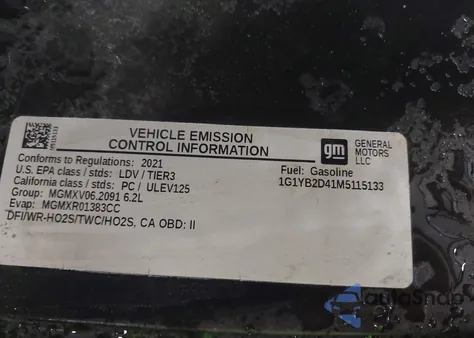 VEHICLE EMISSION
CONTROL INFORMATION
gm
GENERAL
MOTORS
LLC
Conforms to Regulations: 2021
U.S. EPA class / stds: LDV / TIER3
California class / stds: PC / ULEV125
Group: MGMXV06.2091 6.2L
Evap: MGMXR01383CC
DFI/WR-HO2S/TWC/HO2S, CA OBD: II
Fuel: Gasoline
1G1YB2D41M5115133
autoSnap